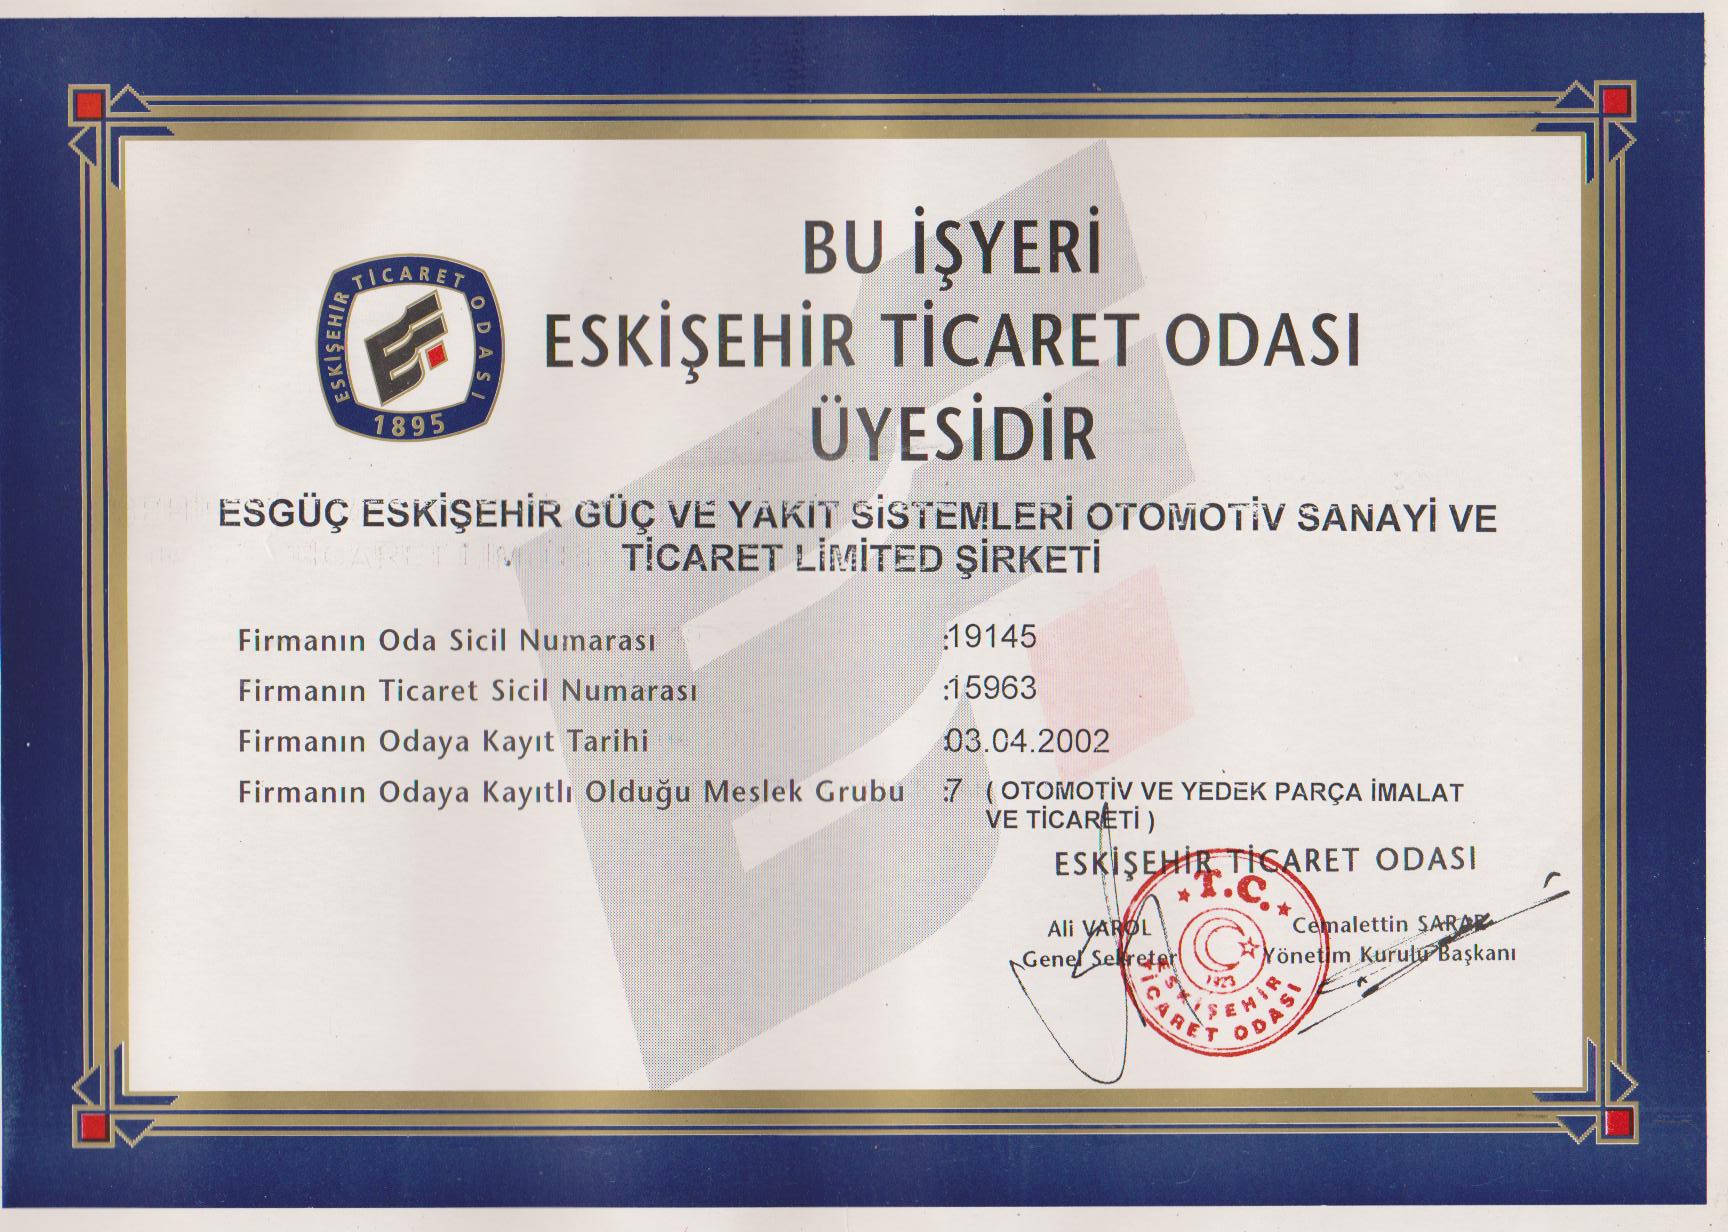 BU İŞYERİ
ESKİŞEHİR TİCARET ODASI
ÜYESİDİR
ESKİŞEHİR TİCARET ODASI
1895
ESGÜÇ ESKİŞEHİR GÜÇ VE YAKIT SİSTEMLERİ OTOMOTİV SANAYİ VE
TİCARET LİMİTED ŞİRKETİ
Firmanın Oda Sicil Numarası :19145
Firmanın Ticaret Sicil Numarası :15963
Firmanın Odaya Kayıt Tarihi :03.04.2002
Firmanın Odaya Kayıtlı Olduğu Meslek Grubu :7 ( OTOMOTİV VE YEDEK PARÇA İMALAT
VE TİCARETİ )
ESKİŞEHİR TİCARET ODASI
Ali VAROL Cemalettin SARAR
Genel Sekreter Yönetim Kurulu Başkanı
T.C.
1923
ESKİŞEHİR
TİCARET ODASI